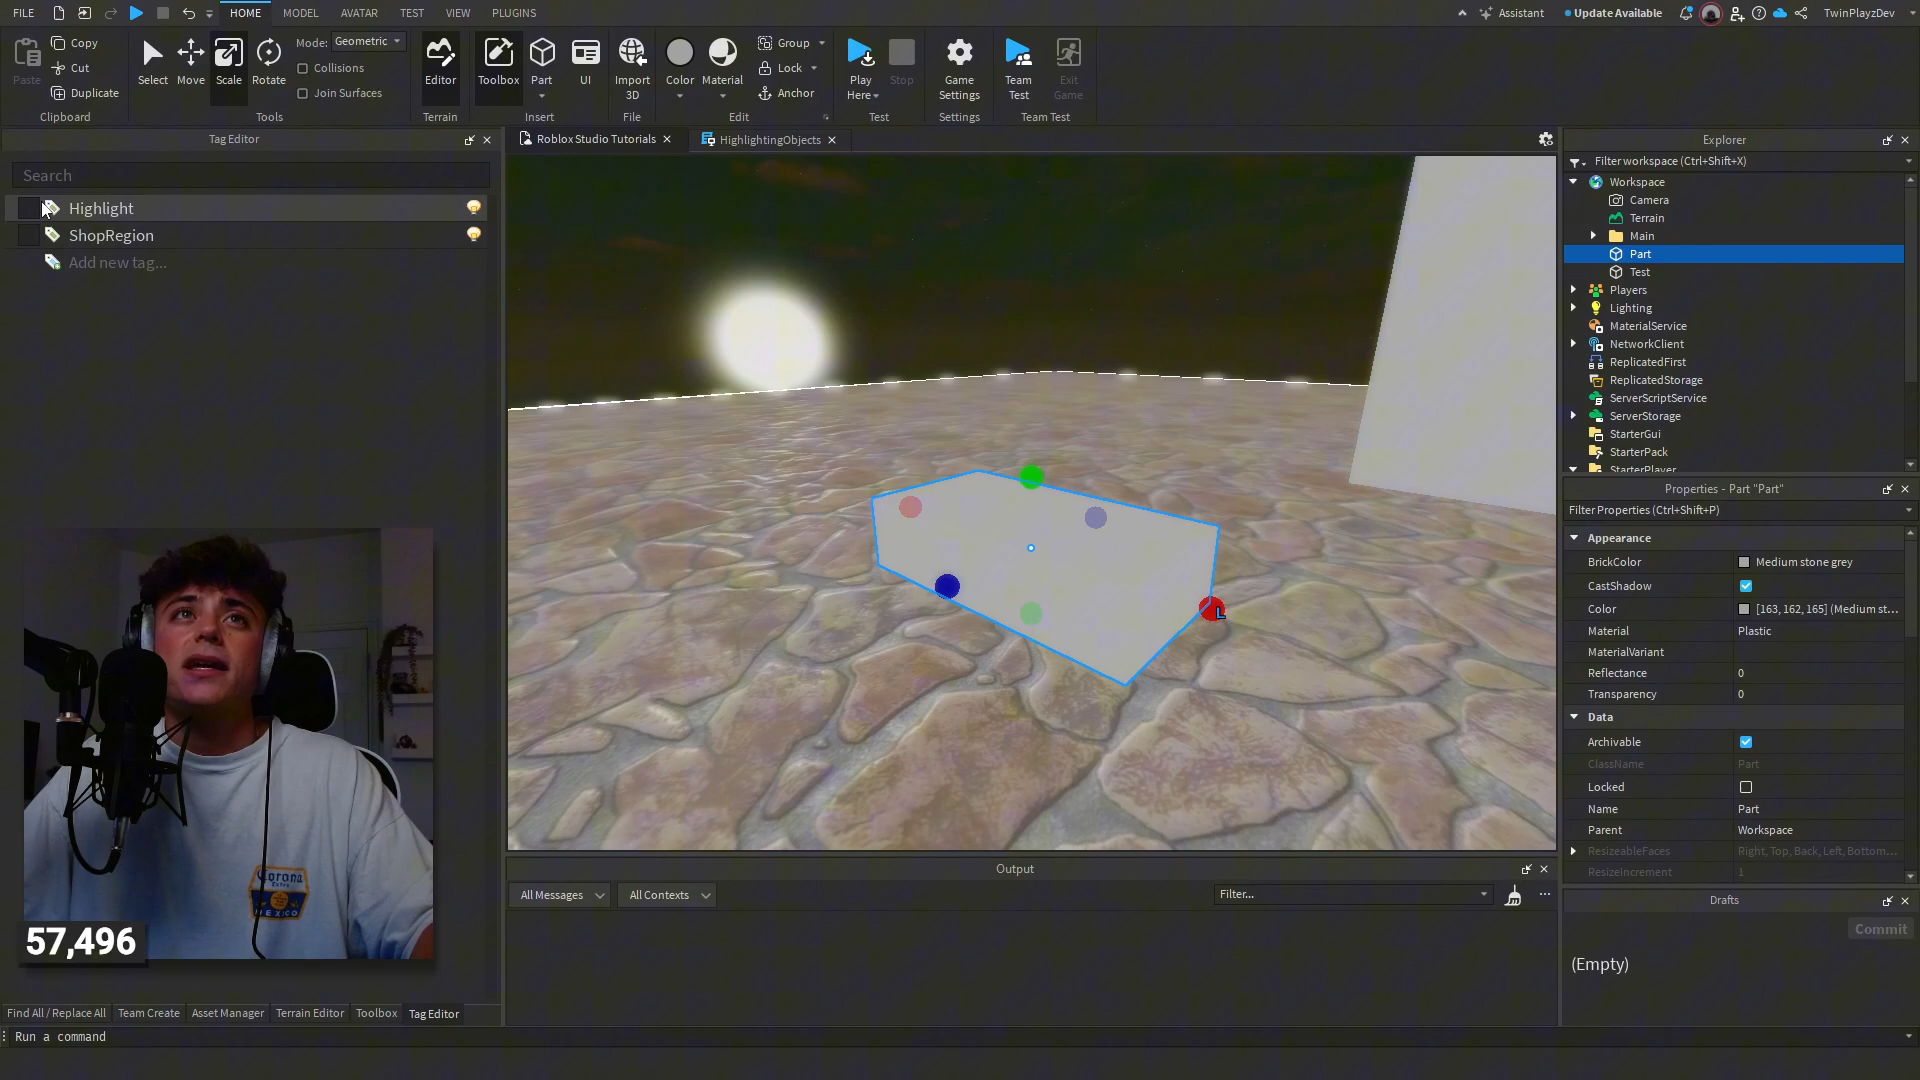 FILE HOME MODEL AVATAR TEST VIEW PLUGINS Assistant Update Available TwinPlayzDev
Paste Copy Cut Duplicate Clipboard
Select Move Scale Rotate Mode: Geometric Collisions Join Surfaces Tools
Editor Terrain
Toolbox Part UI Insert
Import 3D File
Color Material Group Lock Anchor Edit
Play Here Stop Test
Game Settings Settings
Team Test Exit Game Team Test
Tag Editor
Search
Highlight
ShopRegion
Add new tag...
Roblox Studio Tutorials HighlightingObjects
L
Explorer
Filter workspace (Ctrl+Shift+X)
Workspace
Camera
Terrain
Main
Part
Test
Players
Lighting
MaterialService
NetworkClient
ReplicatedFirst
ReplicatedStorage
ServerScriptService
ServerStorage
StarterGui
StarterPack
StarterPlayer
Properties - Part "Part"
Filter Properties (Ctrl+Shift+P)
Appearance
BrickColor Medium stone grey
CastShadow
Color [163, 162, 165] (Medium st...
Material Plastic
MaterialVariant
Reflectance 0
Transparency 0
Data
Archivable
ClassName Part
Locked
Name Part
Parent Workspace
ResizeableFaces Right, Top, Back, Left, Bottom...
ResizeIncrement 1
Drafts
Commit
(Empty)
Output
All Messages All Contexts Filter... ...
Corona
Extra
MEXICO
57,496
Find All / Replace All Team Create Asset Manager Terrain Editor Toolbox Tag Editor
Run a command